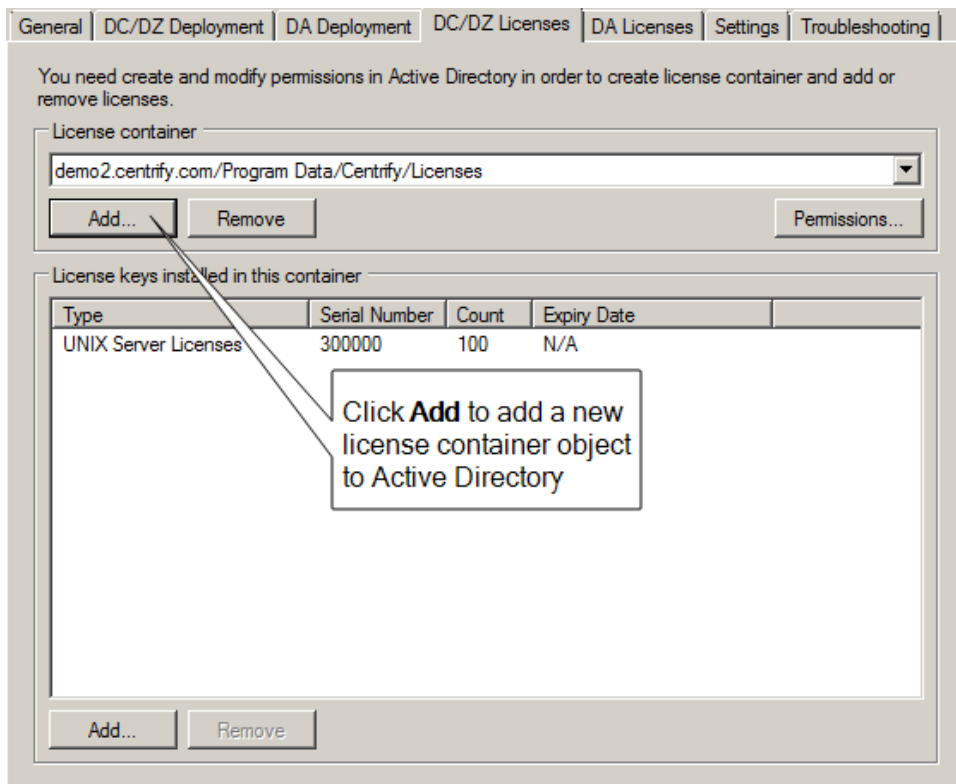 General DC/DZ Deployment DA Deployment DC/DZ Licenses DA Licenses Settings Troubleshooting
You need create and modify permissions in Active Directory in order to create license container and add or
remove licenses.
License container
demo2.centrify.com/Program Data/Centrify/Licenses
Add... Remove Permissions...
License keys installed in this container
Type Serial Number Count Expiry Date
UNIX Server Licenses 300000 100 N/A
Click Add to add a new
license container object
to Active Directory
Add... Remove